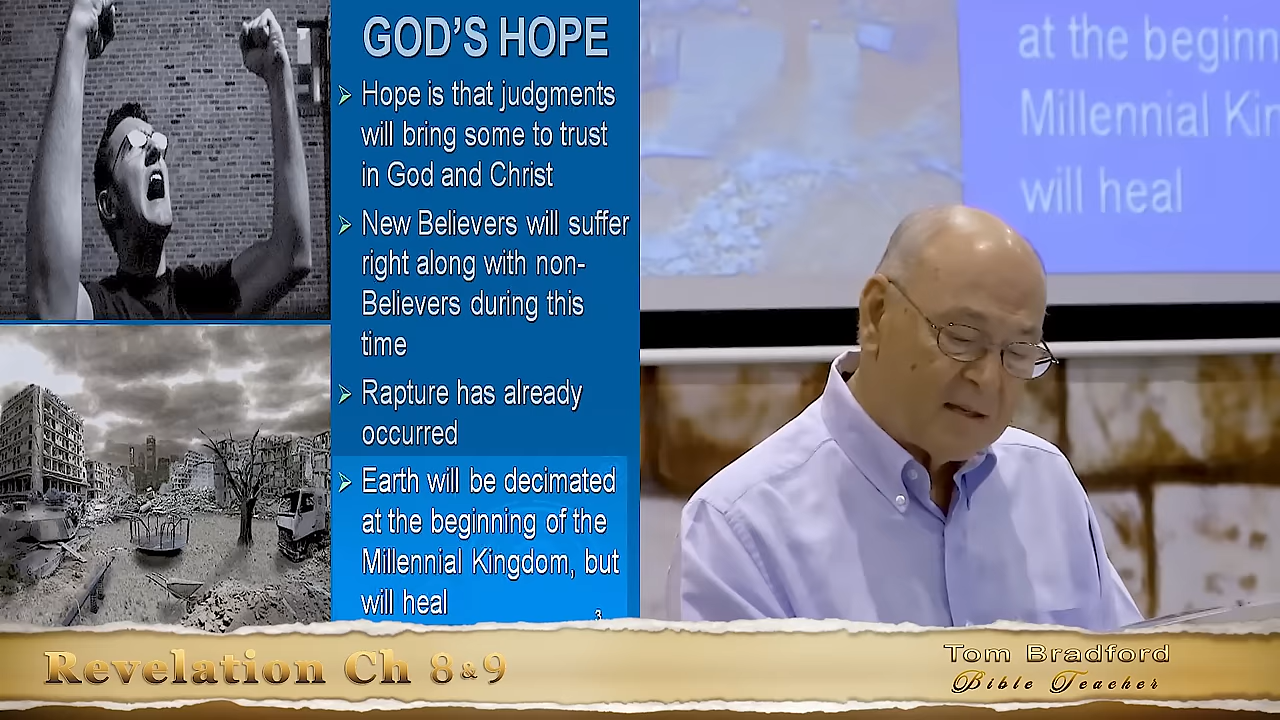 GOD'S HOPE
Hope is that judgments
will bring some to trust
in God and Christ
New Believers will suffer
right along with non-
Believers during this
time
Rapture has already
occurred
Earth will be decimated
at the beginning of the
Millennial Kingdom, but
will heal
3
at the beginn
Millennial Kin
will heal
Revelation Ch 8&9
Tom Bradford
Bible Teacher